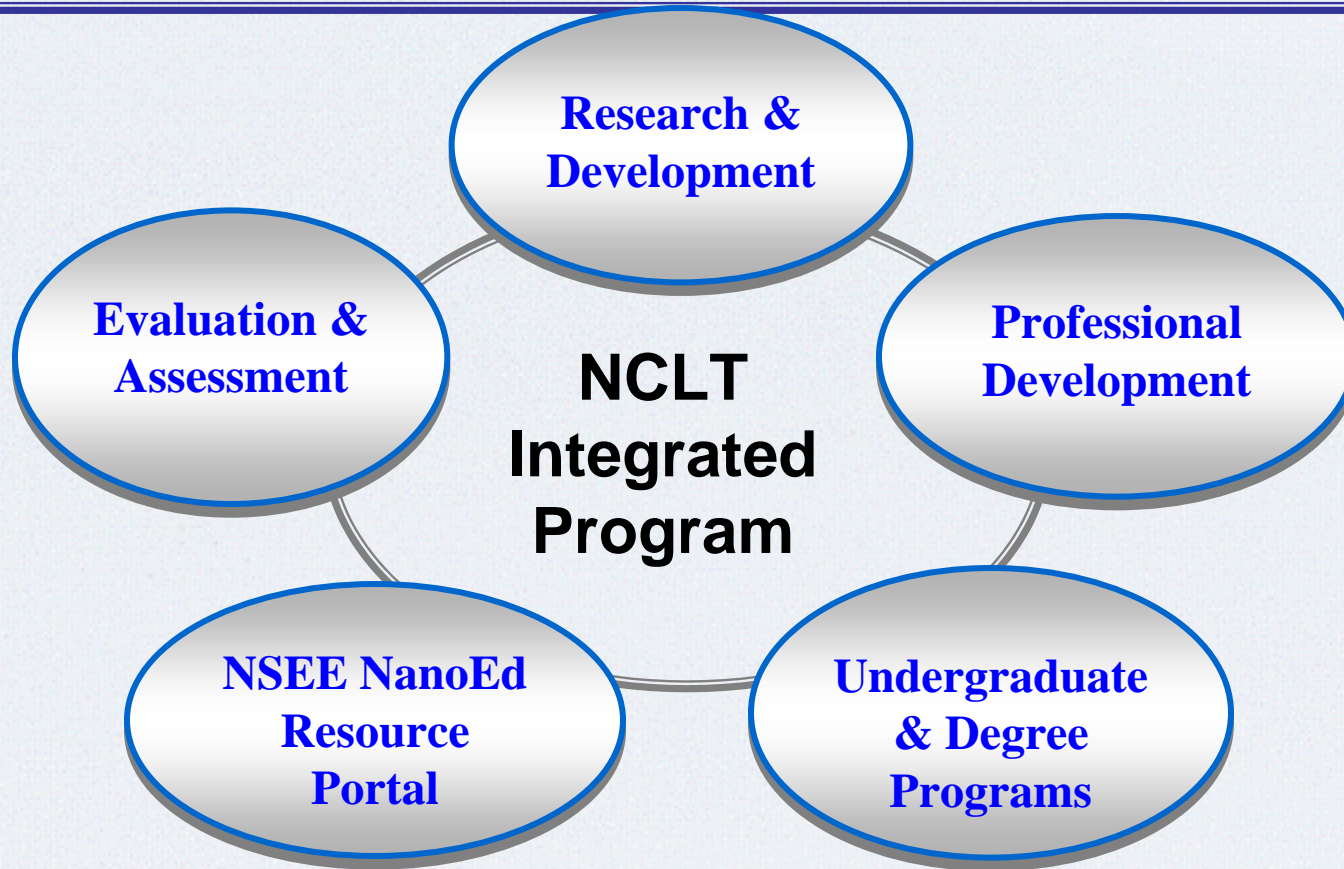 Research &
Development
Evaluation &
Assessment
Professional
Development
NCLT
Integrated
Program
NSEE NanoEd
Resource
Portal
Undergraduate
& Degree
Programs